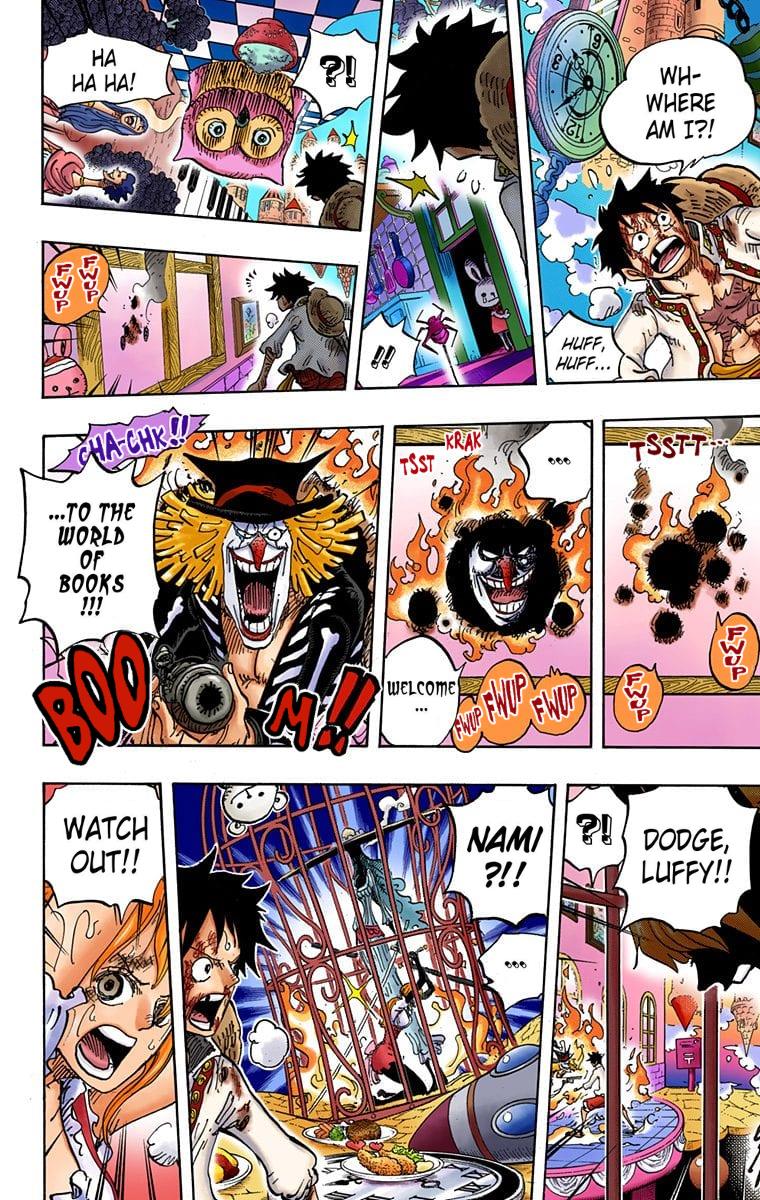 WH-
WHERE
AM I?!
HUFF,
HUFF...
!!
?!
HA
HA HA!
FWUP
FWUP
TSSTT...
FWUP
FWUP
...
KRAK
TSST
WELCOME
...
FWUP
FWUP
FWUP
CHA-CHK!!
...TO THE
WORLD
OF
BOOKS
!!!
BOOM!!
DODGE,
LUFFY!!
?!
NAMI
?!!
...
WATCH
OUT!!